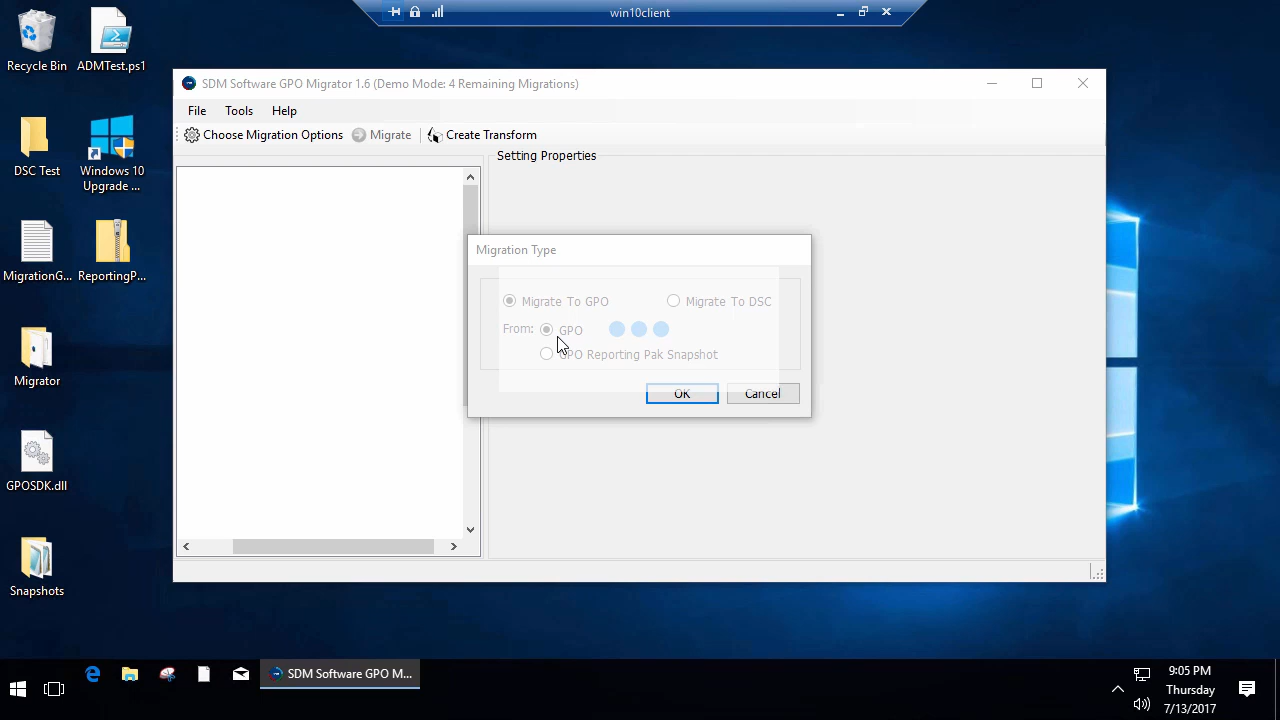 win10client
Recycle Bin
ADMTest.ps1
SDM Software GPO Migrator 1.6 (Demo Mode: 4 Remaining Migrations)
File Tools Help
Choose Migration Options Migrate Create Transform
Setting Properties
DSC Test
Windows 10
Upgrade ...
MigrationG...
ReportingP...
Migration Type
Migrate To GPO
Migrate To DSC
From: GPO
GPO Reporting Pak Snapshot
OK
Cancel
Migrator
GPOSDK.dll
Snapshots
SDM Software GPO M...
9:05 PM
Thursday
7/13/2017